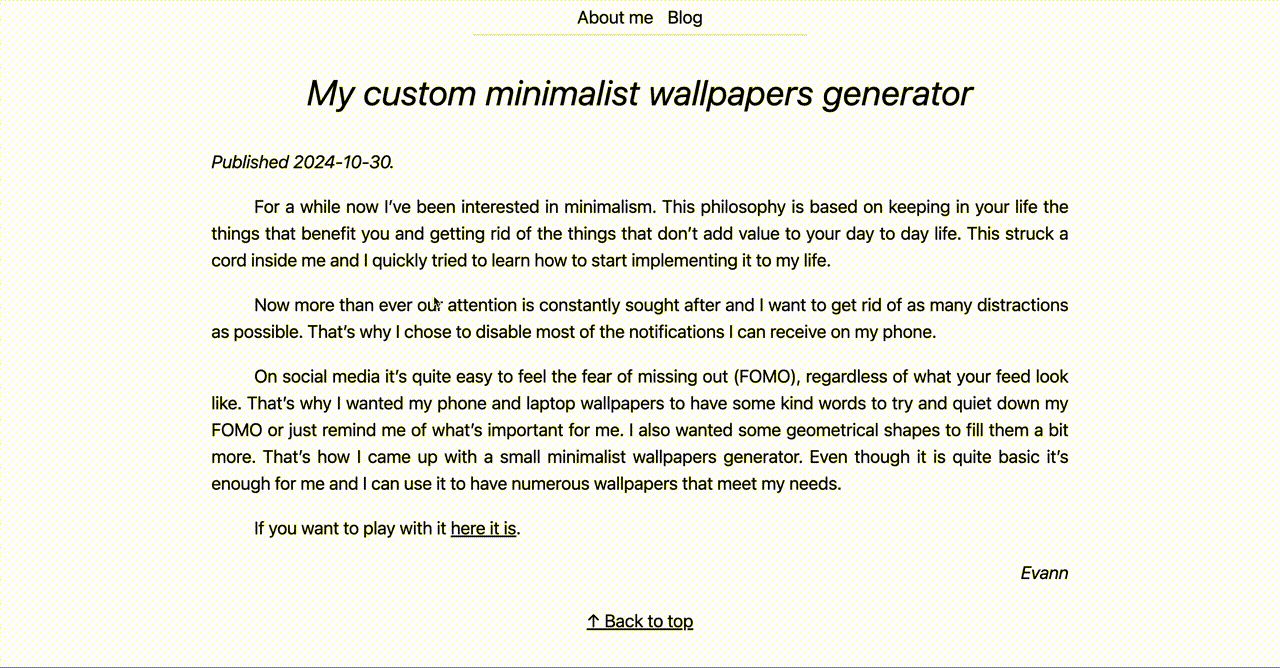 About me Blog
My custom minimalist wallpapers generator
Published 2024-10-30.
For a while now I’ve been interested in minimalism. This philosophy is based on keeping in your life the
things that benefit you and getting rid of the things that don’t add value to your day to day life. This struck a
cord inside me and I quickly tried to learn how to start implementing it to my life.
Now more than ever our attention is constantly sought after and I want to get rid of as many distractions
as possible. That’s why I chose to disable most of the notifications I can receive on my phone.
On social media it’s quite easy to feel the fear of missing out (FOMO), regardless of what your feed look
like. That’s why I wanted my phone and laptop wallpapers to have some kind words to try and quiet down my
FOMO or just remind me of what’s important for me. I also wanted some geometrical shapes to fill them a bit
more. That’s how I came up with a small minimalist wallpapers generator. Even though it is quite basic it’s
enough for me and I can use it to have numerous wallpapers that meet my needs.
If you want to play with it here it is.
Evann
↑ Back to top